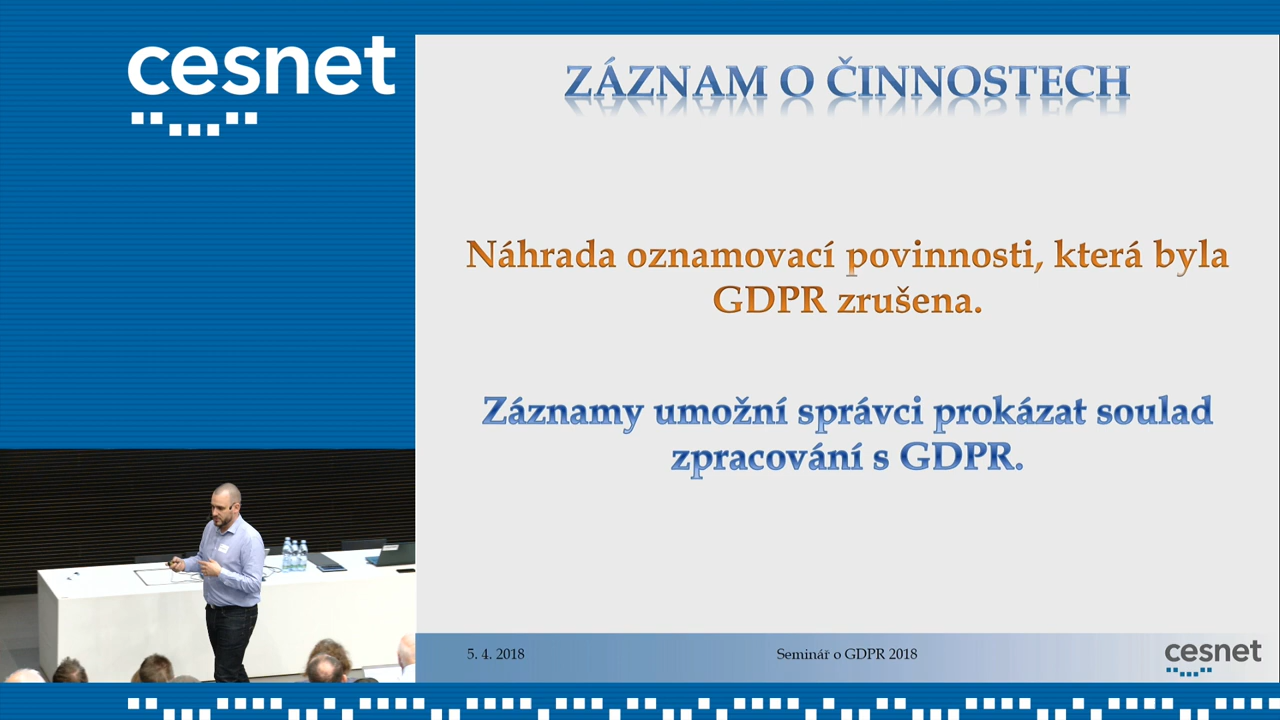 cesnet
ZÁZNAM O ČINNOSTECH
Náhrada oznamovací povinnosti, která byla
GDPR zrušena.
Záznamy umožní správci prokázat soulad
zpracování s GDPR.
5. 4. 2018
Seminář o GDPR 2018
cesnet